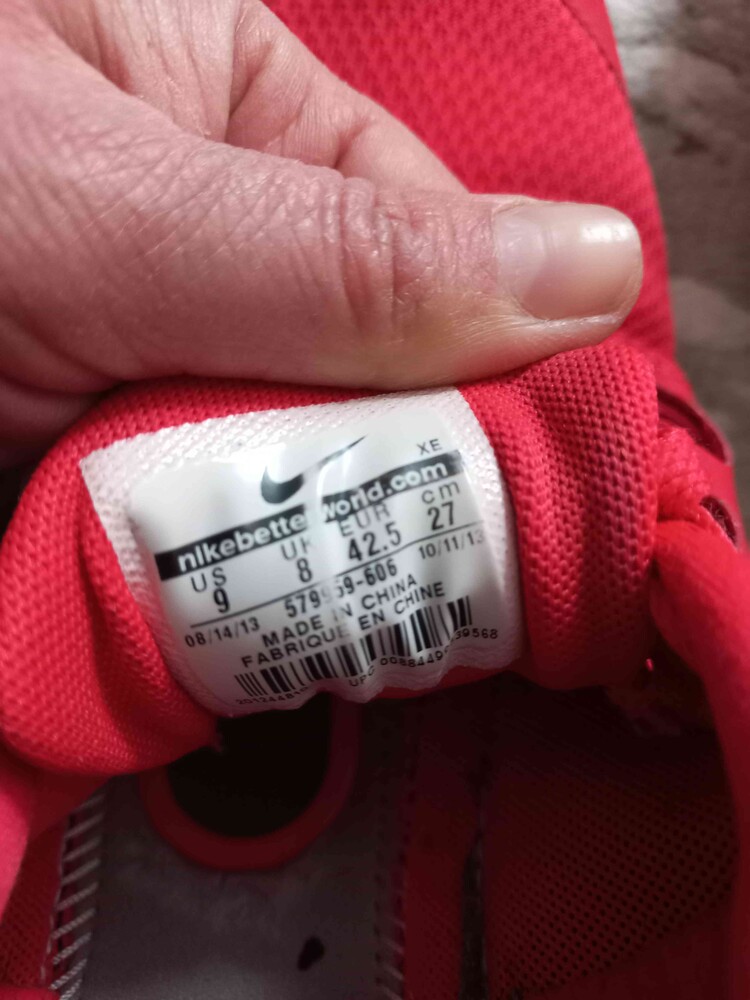 XE
nikebetterworld.com
US UK EUR cm
9 8 42.5 27
08/14/13 10/11/13
MADE IN CHINA
FABRIQUE EN CHINE
UPC